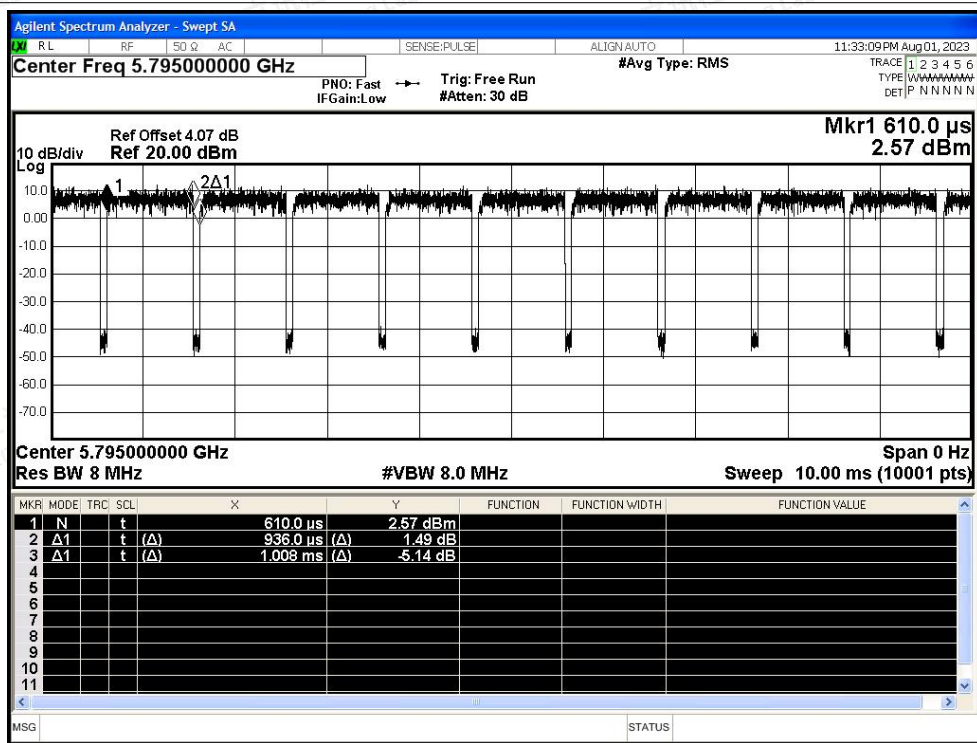 Agilent Spectrum Analyzer - Swept SA
LXI RL RF 50 Ω AC SENSE:PULSE ALIGN AUTO 11:33:09 PM Aug 01, 2023
Center Freq 5.795000000 GHz #Avg Type: RMS TRACE 1 2 3 4 5 6
PNO: Fast Trig: Free Run TYPE WWWWWW
IFGain:Low #Atten: 30 dB DET P N N N N N
Mkr1 610.0 µs
2.57 dBm
Ref Offset 4.07 dB
10 dB/div Ref 20.00 dBm
Log
1 2Δ1
10.0
0.00
-10.0
-20.0
-30.0
-40.0
-50.0
-60.0
-70.0
Center 5.795000000 GHz Span 0 Hz
Res BW 8 MHz #VBW 8.0 MHz Sweep 10.00 ms (10001 pts)
MKR MODE TRC SCL X Y FUNCTION FUNCTION WIDTH FUNCTION VALUE
1 N t 610.0 µs 2.57 dBm
2 Δ1 t (Δ) 936.0 µs (Δ) 1.49 dB
3 Δ1 t (Δ) 1.008 ms (Δ) -5.14 dB
4
5
6
7
8
9
10
11
MSG STATUS